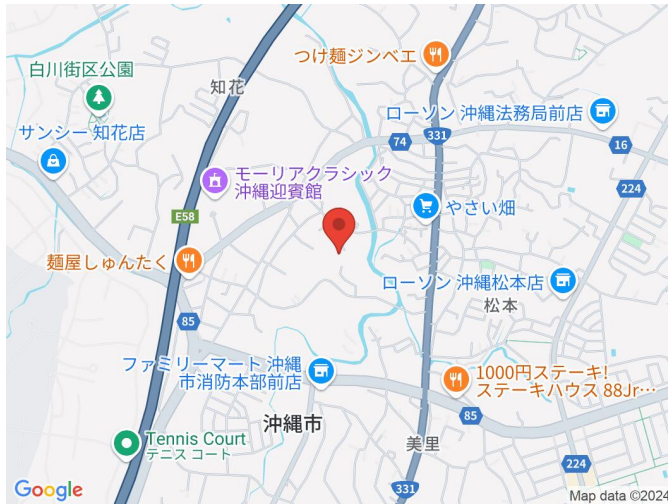 つけ麺ジンベエ
白川街区公園
知花
ローソン 沖縄法務局前店
サンシー 知花店
74
331
16
モーリアクラシック
沖縄迎賓館
224
やさい畑
E58
麺屋しゅんたく
ローソン 沖縄松本店
松本
85
ファミリーマート 沖縄
市消防本部前店
1000円ステーキ!
ステーキハウス 88Jr…
沖縄市
85
Tennis Court
テニス コート
美里
224
331
Google
Map data ©2024